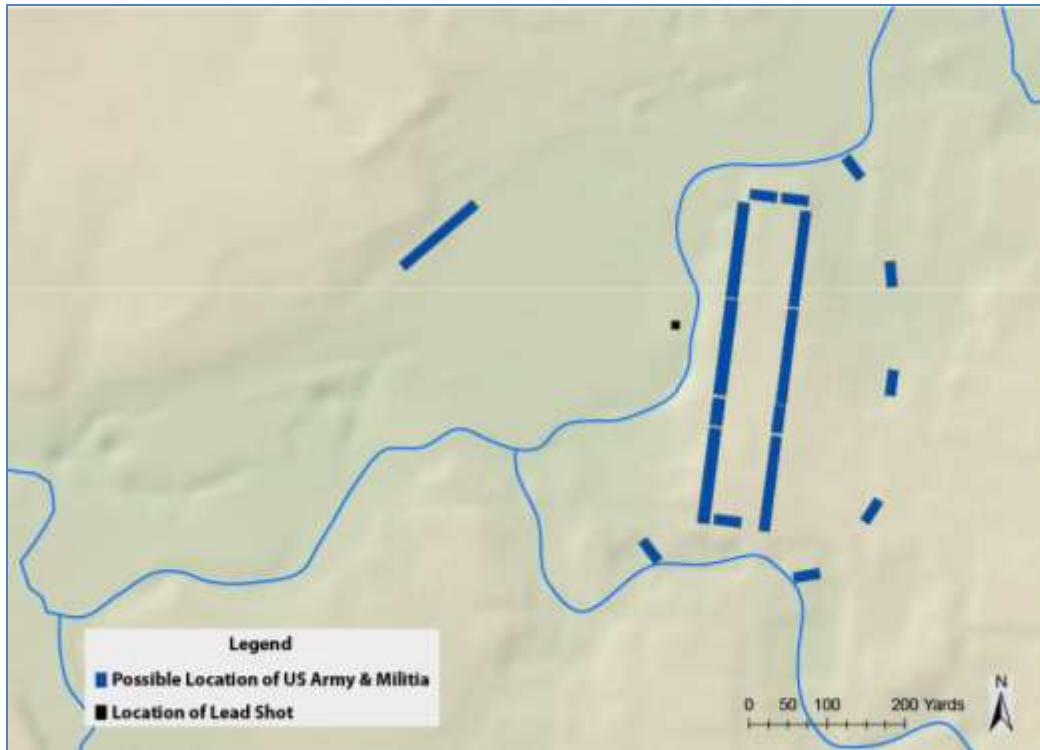 Legend
Possible Location of US Army & Militia
Location of Lead Shot
N
0 50 100 200 Yards